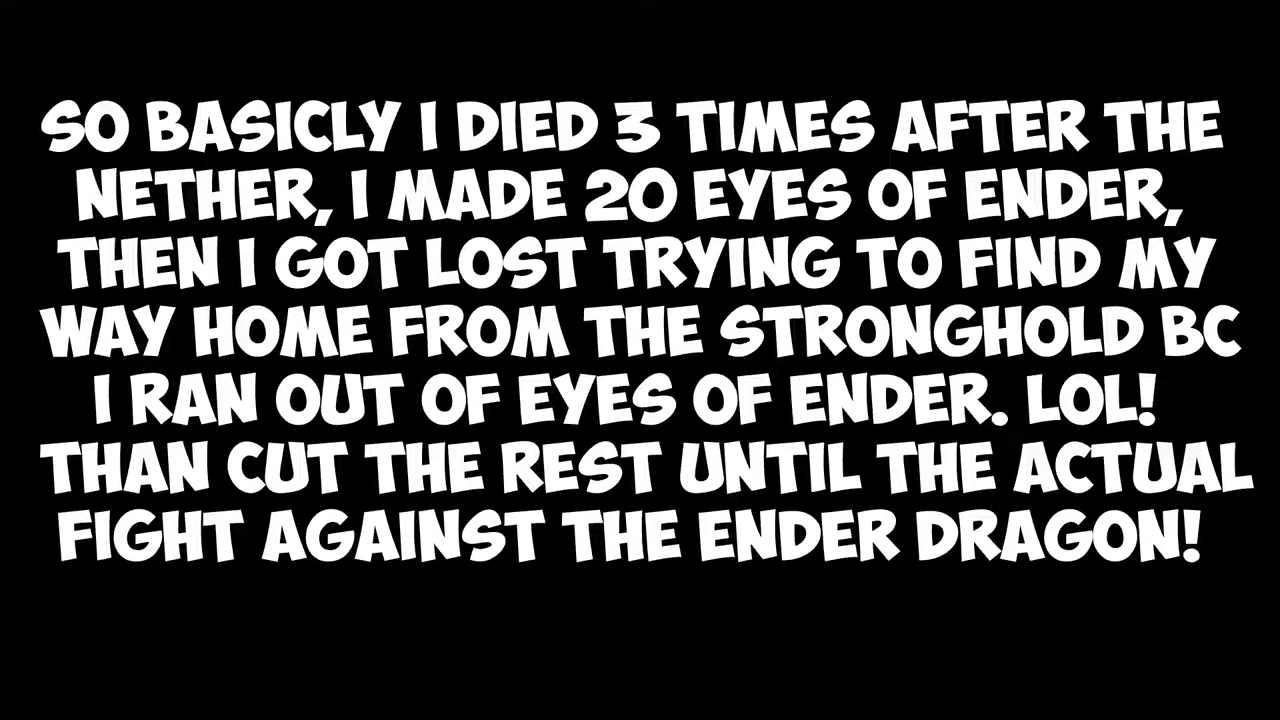 SO BASICLY I DIED 3 TIMES AFTER THE
NETHER, I MADE 20 EYES OF ENDER,
THEN I GOT LOST TRYING TO FIND MY
WAY HOME FROM THE STRONGHOLD BC
I RAN OUT OF EYES OF ENDER. LOL!
THAN CUT THE REST UNTIL THE ACTUAL
FIGHT AGAINST THE ENDER DRAGON!